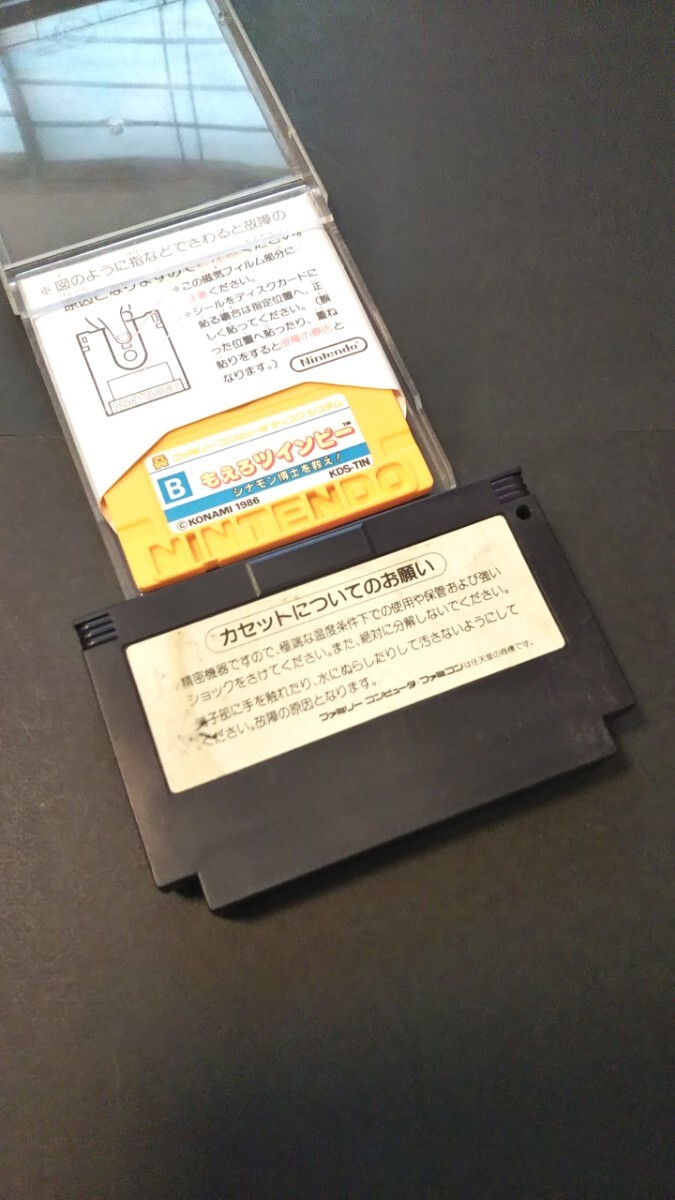 ※図のように指などでさわると故障の
※この磁気フィルム部分に
注意ください。
※シールをディスクカードに
貼る場合は指定位置へ、正
しく貼ってください。(誤
った位置へ貼ったり、重ね
貼りをすると故障の原因と
なります。)
Nintendo
ファミリー コンピュータ ディスク システム
B
もえろツインビー™
シナモン博士を救え!
©KONAMI 1986
KDS-TIN
NINTENDO
カセットについてのお願い
精密機器ですので、極端な温度条件下での使用や保管および強い
ショックをさけてください。また、絶対に分解しないでください。
端子部に手を触れたり、水にぬらしたりして汚さないようにして
ください。故障の原因となります。
ファミリー コンピュータ・ファミコンは任天堂の商標です。